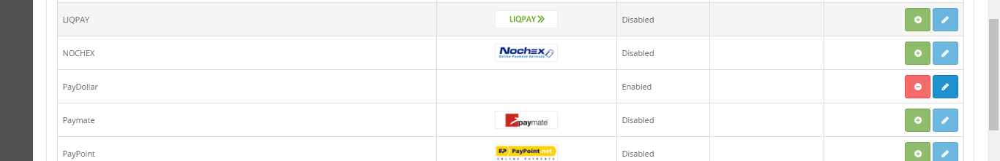 LIQPAY LIQPAY Disabled
NOCHEX Nochex Online Payment Services Disabled
PayDollar Enabled
Paymate paymate Disabled
PayPoint PP PayPoint.net ONLINE PAYMENTS Disabled